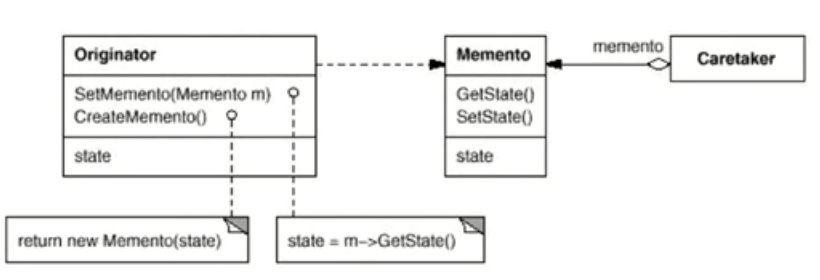 Originator
SetMemento(Memento m)
CreateMemento()
state
Memento
GetState()
SetState()
state
memento
Caretaker
return new Memento(state)
state = m->GetState()